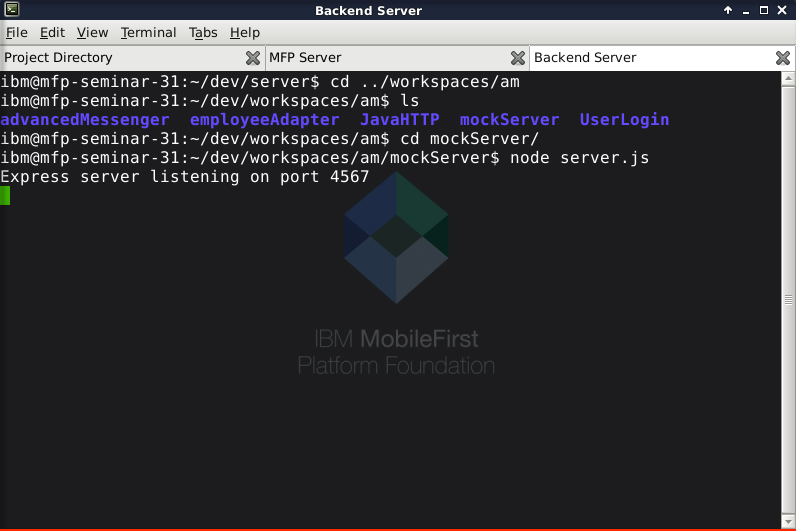 Backend Server
File Edit View Terminal Tabs Help
Project Directory MFP Server Backend Server
ibm@mfp-seminar-31:~/dev/server$ cd ../workspaces/am
ibm@mfp-seminar-31:~/dev/workspaces/am$ ls
advancedMessenger employeeAdapter JavaHTTP mockServer UserLogin
ibm@mfp-seminar-31:~/dev/workspaces/am$ cd mockServer/
ibm@mfp-seminar-31:~/dev/workspaces/am/mockServer$ node server.js
Express server listening on port 4567
IBM MobileFirst
Platform Foundation